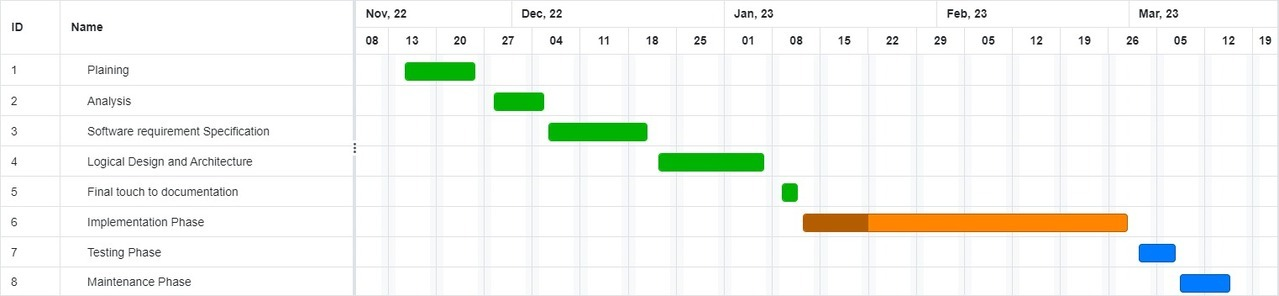 ID Name Nov, 22 Dec, 22 Jan, 23 Feb, 23 Mar, 23
08 13 20 27 04 11 18 25 01 08 15 22 29 05 12 19 26 05 12 19
1 Plaining
2 Analysis
3 Software requirement Specification
4 Logical Design and Architecture
5 Final touch to documentation
6 Implementation Phase
7 Testing Phase
8 Maintenance Phase